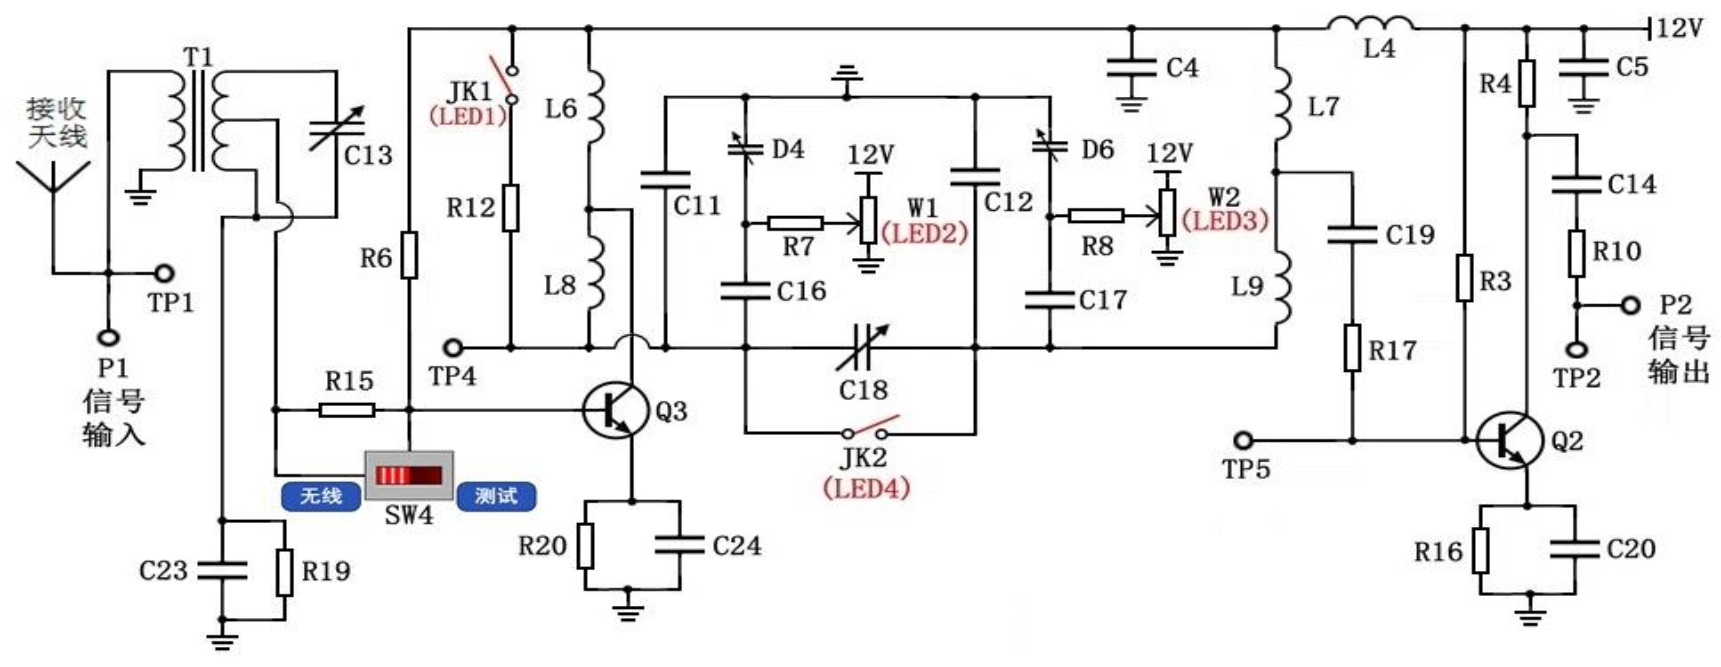 12V
T1
L4
C4
C5
R4
JK1
(LED1)
L6
L7
接收
天线
C13
D4
D6
12V
12V
C14
R12
C11
C12
W1
(LED2)
W2
(LED3)
R7
R8
C19
R6
R10
L8
C16
C17
L9
R3
TP1
P1
信号
输入
TP4
C18
R17
P2
信号
输出
TP2
R15
Q3
JK2
(LED4)
TP5
Q2
无线
测试
SW4
R20
C24
R16
C20
C23
R19